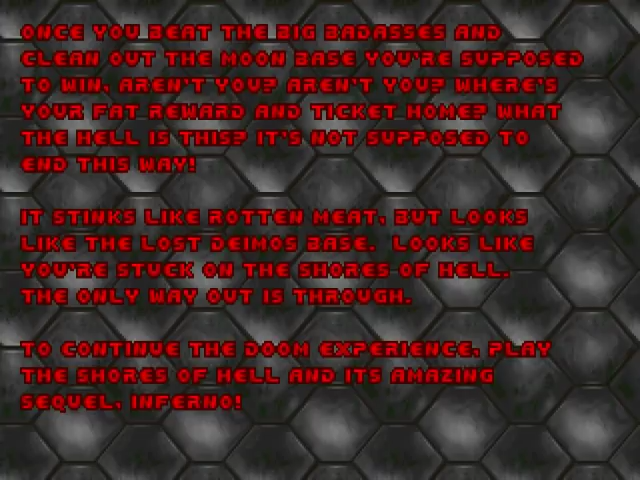 ONCE YOU BEAT THE BIG BADASSES AND
CLEAN OUT THE MOON BASE YOU'RE SUPPOSED
TO WIN, AREN'T YOU? AREN'T YOU? WHERE'S
YOUR FAT REWARD AND TICKET HOME? WHAT
THE HELL IS THIS? IT'S NOT SUPPOSED TO
END THIS WAY!
IT STINKS LIKE ROTTEN MEAT, BUT LOOKS
LIKE THE LOST DEIMOS BASE.  LOOKS LIKE
YOU'RE STUCK ON THE SHORES OF HELL.
THE ONLY WAY OUT IS THROUGH.
TO CONTINUE THE DOOM EXPERIENCE, PLAY
THE SHORES OF HELL AND ITS AMAZING
SEQUEL, INFERNO!